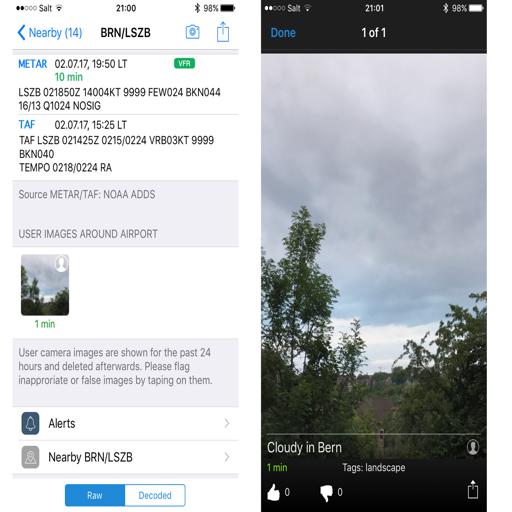 ●●○○○ Salt 21:00 98%
Nearby (14) BRN/LSZB
METAR 02.07.17, 19:50 LT VFR
10 min
LSZB 021850Z 14004KT 9999 FEW024 BKN044
16/13 Q1024 NOSIG
TAF 02.07.17, 15:25 LT
TAF LSZB 021425Z 0215/0224 VRB03KT 9999
BKN040
TEMPO 0218/0224 RA
Source METAR/TAF: NOAA ADDS
USER IMAGES AROUND AIRPORT
1 min
User camera images are shown for the past 24
hours and deleted afterwards. Please flag
inapproriate or false images by taping on them.
Alerts
Nearby BRN/LSZB
Raw Decoded
●●○○○ Salt 21:01 98%
Done 1 of 1
Cloudy in Bern
1 min Tags: landscape
0 0